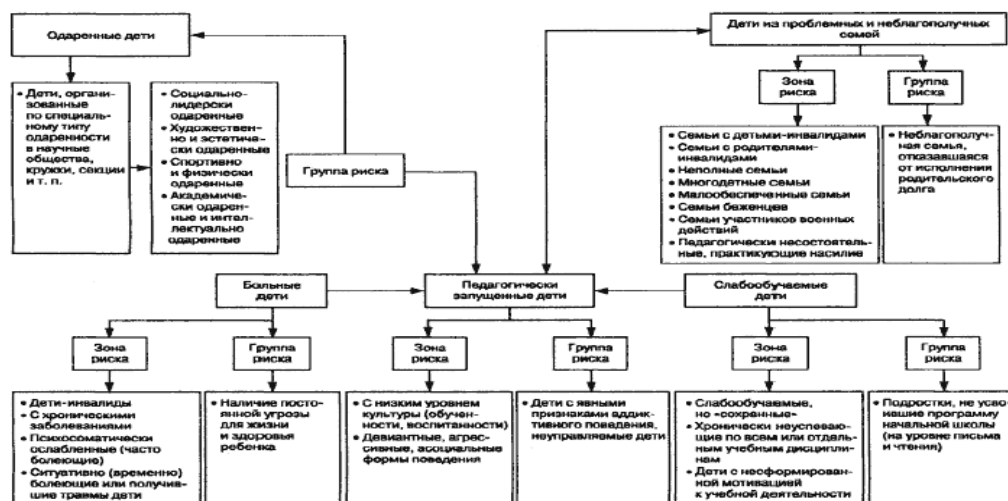 Одаренные дети
Дети из проблемных и неблагополучных
семей
• Дети, органи-
зованные
по специаль-
ному типу
одаренности
в научные
общества,
кружки, секции
и т. п.
• Социально-
лидерски
одаренные
• Художествен-
но и эстетиче-
ски одаренные
• Спортивно
и физически
одаренные
• Академиче-
ски одарен-
ные и интел-
лектуально
одаренные
Группа риска
Зона
риска
Группа
риска
• Семьи с детьми-инвалидами
• Семьи с родителями-
инвалидами
• Неполные семьи
• Многодетные семьи
• Малообеспеченные семьи
• Семьи беженцев
• Семьи участников военных
действий
• Педагогически несостоятель-
ные, практикующие насилие
• Неблагополуч-
ная семья,
отказавшаяся
от исполнения
родительского
долга
Больные
дети
Педагогически
запущенные дети
Слабообучаемые
дети
Зона
риска
Группа
риска
Зона
риска
Группа
риска
Зона
риска
Группа
риска
• Дети-инвалиды
• С хроническими
заболеваниями
• Психосоматически
ослабленные (часто
болеющие)
• Ситуативно (временно)
болеющие или получив-
шие травмы дети
• Наличие посто-
янной угрозы
для жизни
и здоровья
ребенка
• С низким уровнем
культуры (обучен-
ности, воспитанности)
• Девиантные, агрес-
сивные, асоциальные
формы поведения
• Дети с явными
признаками аддик-
тивного поведения,
неуправляемые дети
• Слабообучаемые,
но «сохранные»
• Хронически неуспеваю-
щие по всем или отдель-
ным учебным дисципли-
нам
• Дети с несформирован-
ной мотивацией
к учебной деятельности
• Подростки, не усво-
ившие программу
начальной школы
(на уровне письма
и чтения)